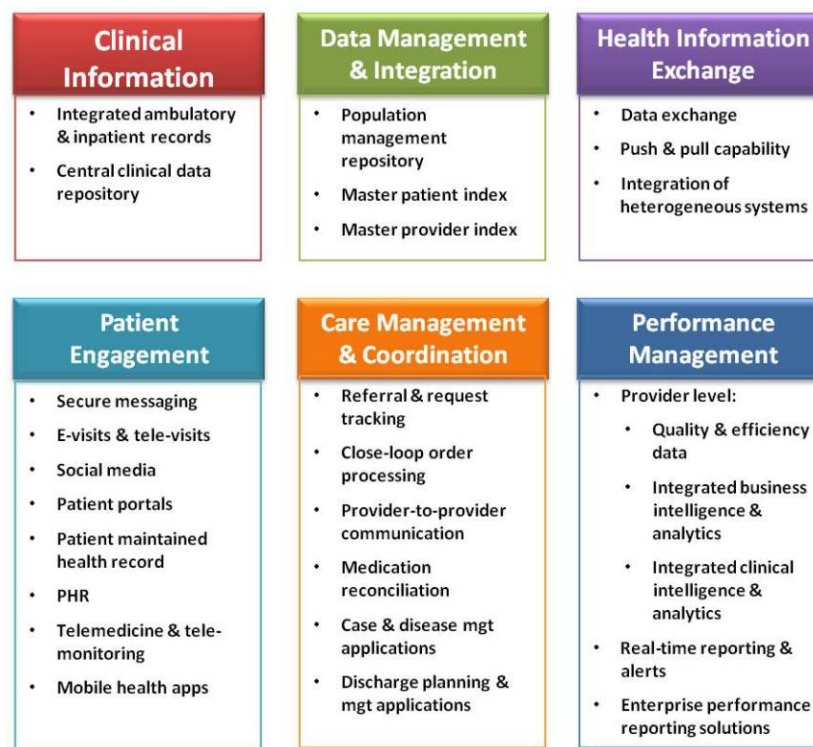 Clinical
Information
• Integrated ambulatory
& inpatient records
• Central clinical data
repository
Data Management
& Integration
• Population
management
repository
• Master patient index
• Master provider index
Health Information
Exchange
• Data exchange
• Push & pull capability
• Integration of
heterogeneous systems
Patient
Engagement
• Secure messaging
• E-visits & tele-visits
• Social media
• Patient portals
• Patient maintained
health record
• PHR
• Telemedicine & tele-
monitoring
• Mobile health apps
Care Management
& Coordination
• Referral & request
tracking
• Close-loop order
processing
• Provider-to-provider
communication
• Medication
reconciliation
• Case & disease mgt
applications
• Discharge planning &
mgt applications
Performance
Management
• Provider level:
• Quality & efficiency
data
• Integrated business
intelligence &
analytics
• Integrated clinical
intelligence &
analytics
• Real-time reporting &
alerts
• Enterprise performance
reporting solutions